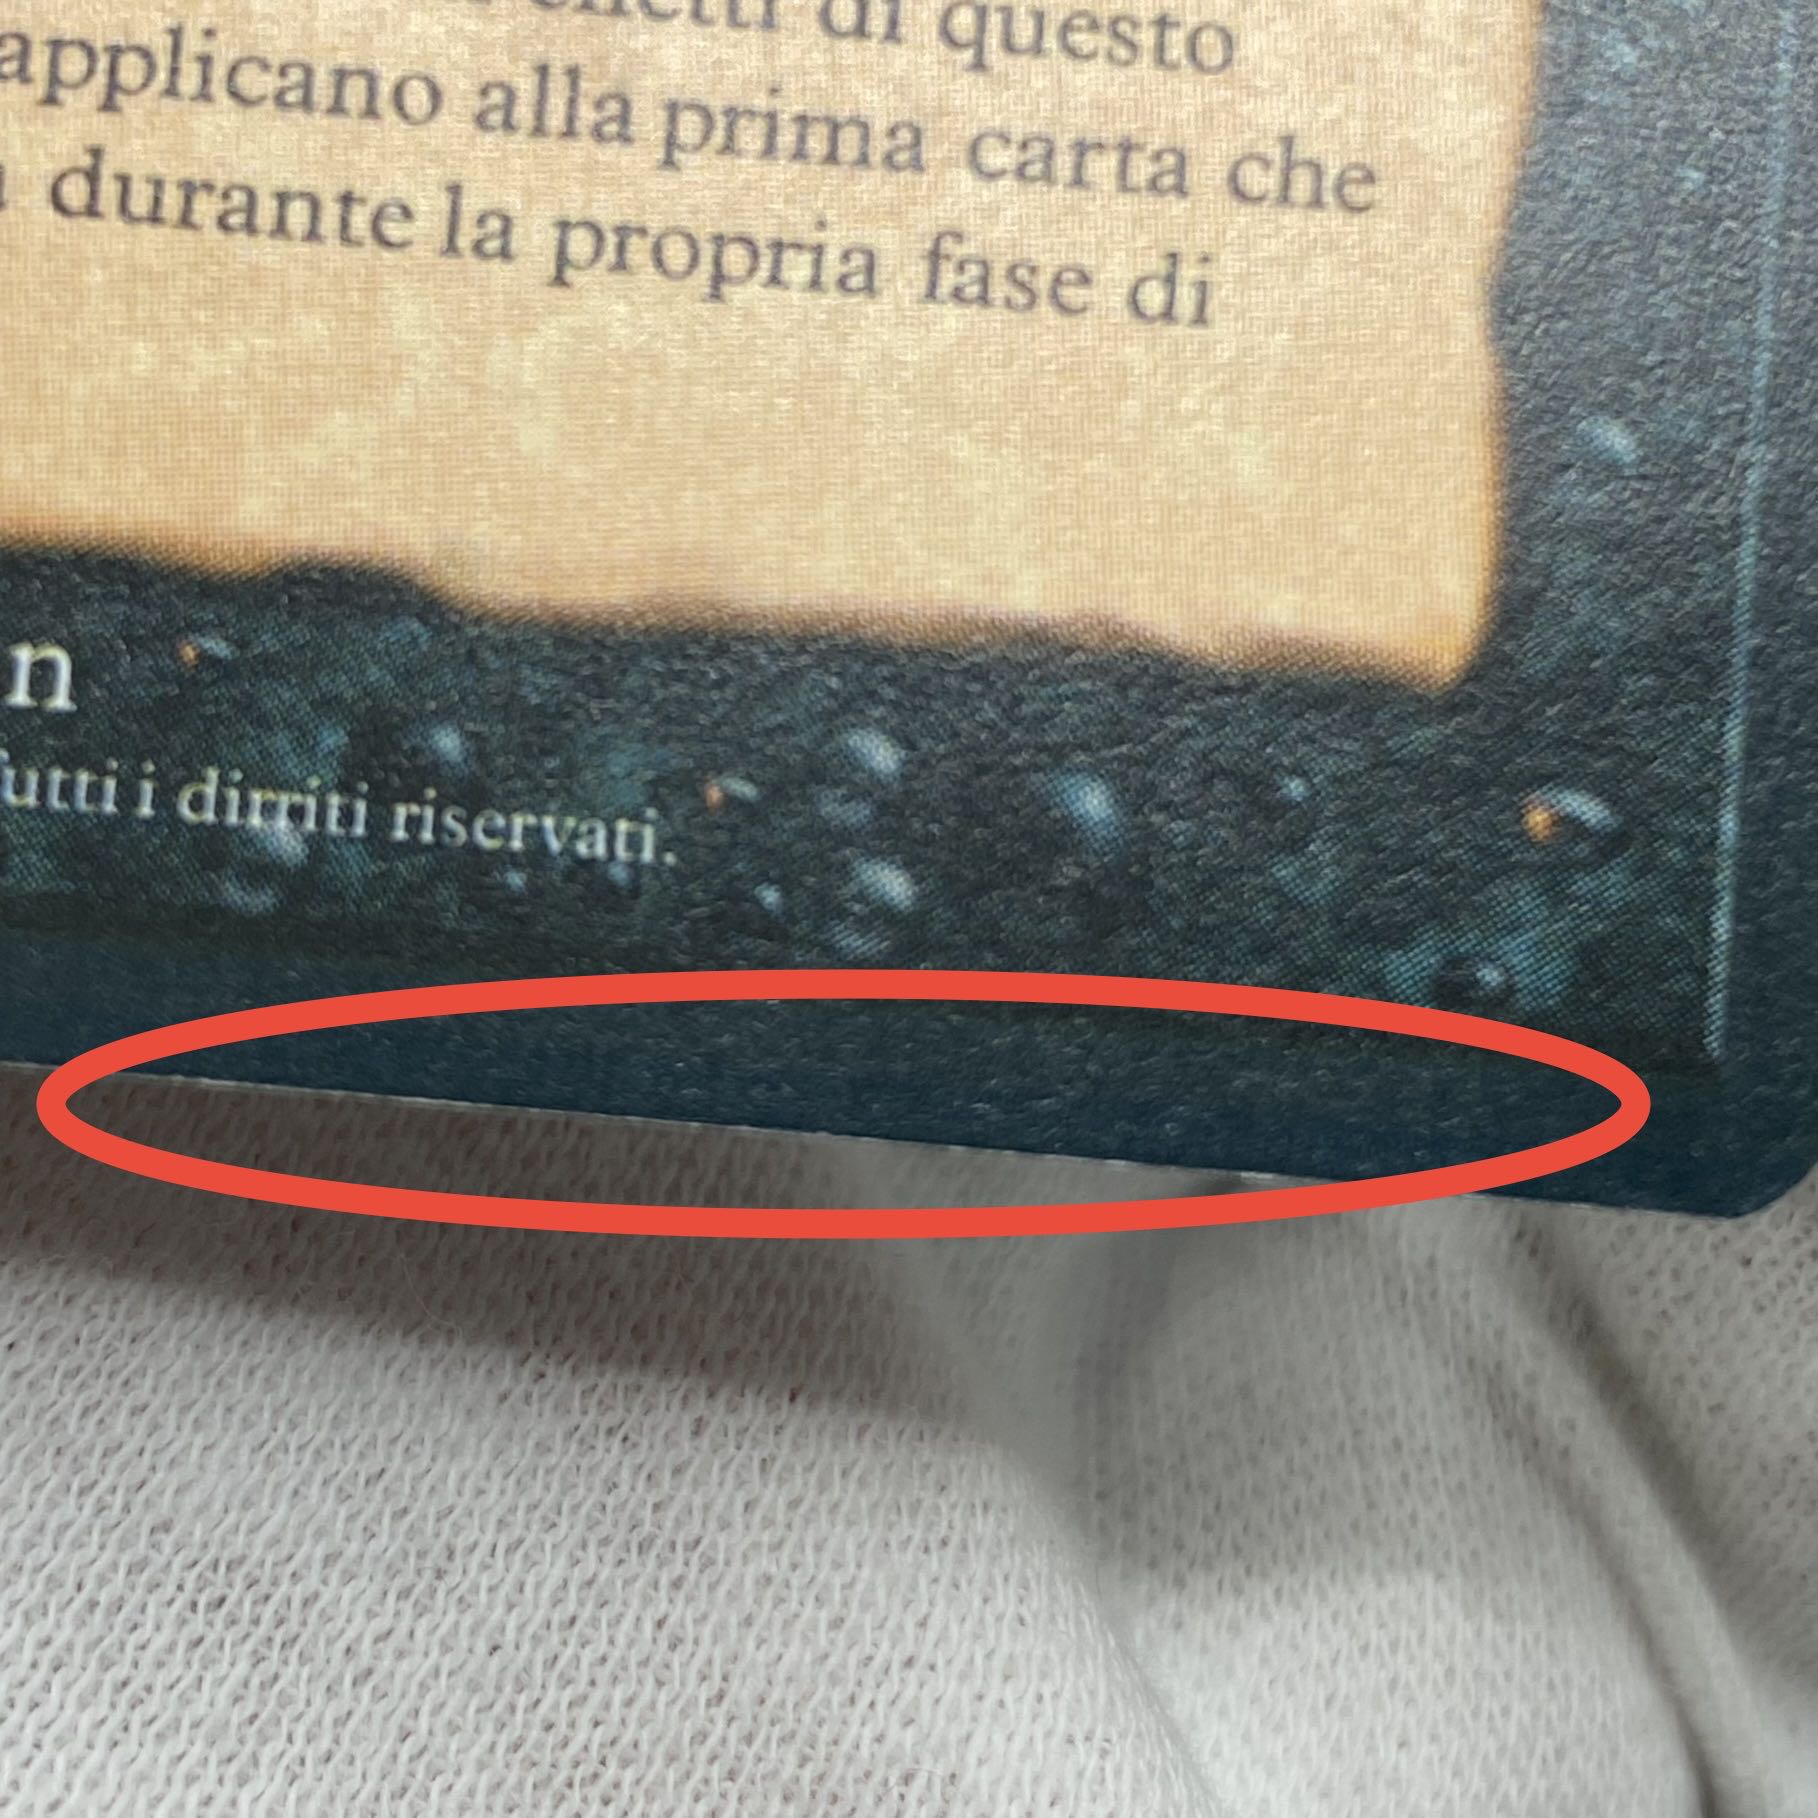 effetti di questo
applicano alla prima carta che
durante la propria fase di
n
Tutti i dirriti riservati.